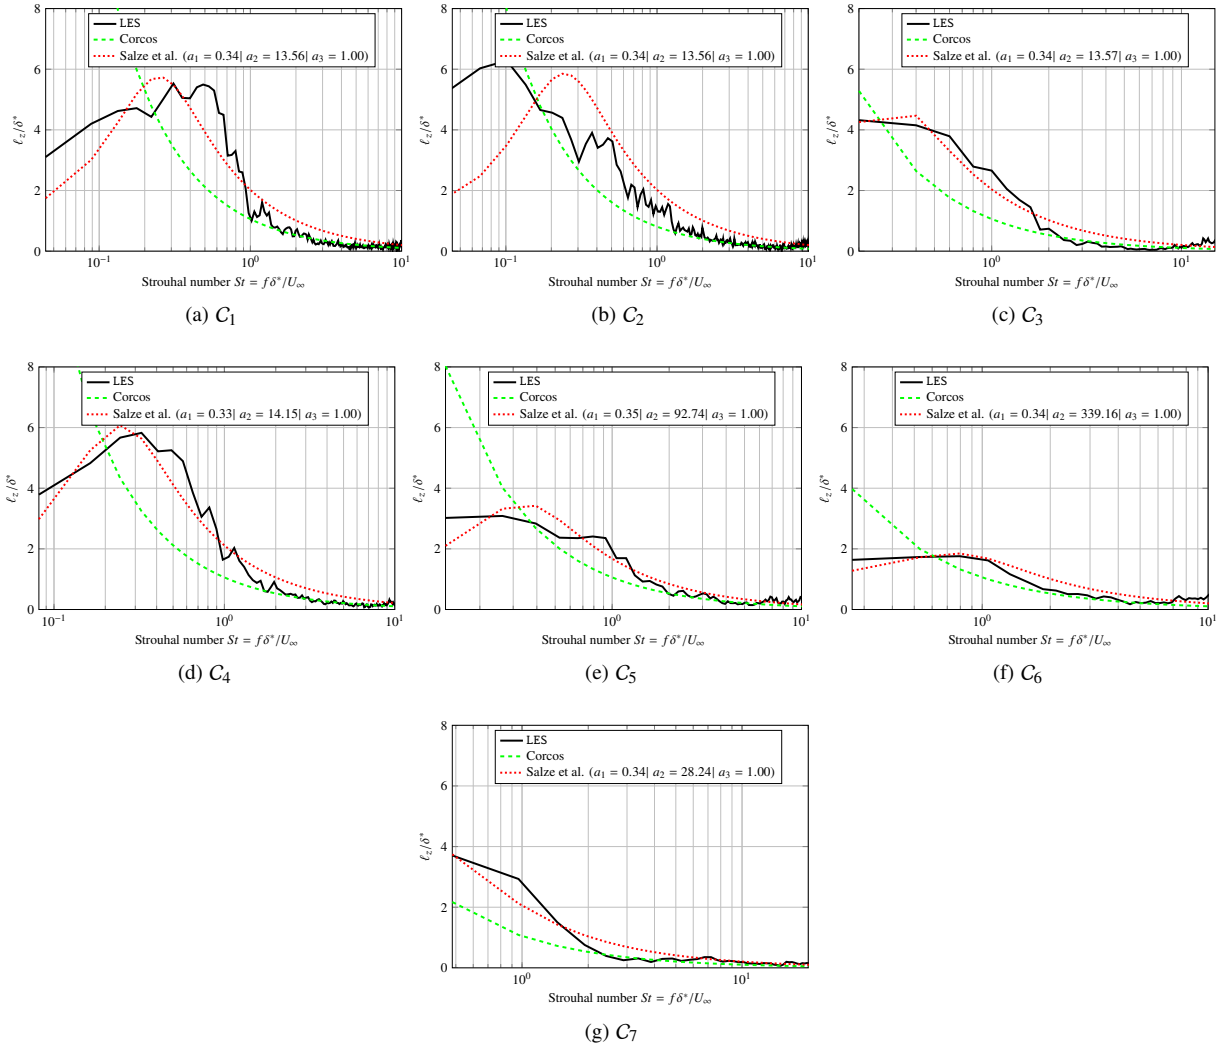 8
6
4
2
0
ℓz/δ*
LES
Corcos
Salze et al. (a1 = 0.34| a2 = 13.56| a3 = 1.00)
10−1 100 101
Strouhal number St = fδ*/U∞
(a) C1
8
6
4
2
0
ℓz/δ*
LES
Corcos
Salze et al. (a1 = 0.34| a2 = 13.56| a3 = 1.00)
10−1 100 101
Strouhal number St = fδ*/U∞
(b) C2
8
6
4
2
0
ℓz/δ*
LES
Corcos
Salze et al. (a1 = 0.34| a2 = 13.57| a3 = 1.00)
100 101
Strouhal number St = fδ*/U∞
(c) C3
8
6
4
2
0
ℓz/δ*
LES
Corcos
Salze et al. (a1 = 0.33| a2 = 14.15| a3 = 1.00)
10−1 100 101
Strouhal number St = fδ*/U∞
(d) C4
8
6
4
2
0
ℓz/δ*
LES
Corcos
Salze et al. (a1 = 0.35| a2 = 92.74| a3 = 1.00)
100 101
Strouhal number St = fδ*/U∞
(e) C5
8
6
4
2
0
ℓz/δ*
LES
Corcos
Salze et al. (a1 = 0.34| a2 = 339.16| a3 = 1.00)
100 101
Strouhal number St = fδ*/U∞
(f) C6
8
6
4
2
0
ℓz/δ*
LES
Corcos
Salze et al. (a1 = 0.34| a2 = 28.24| a3 = 1.00)
100 101
Strouhal number St = fδ*/U∞
(g) C7